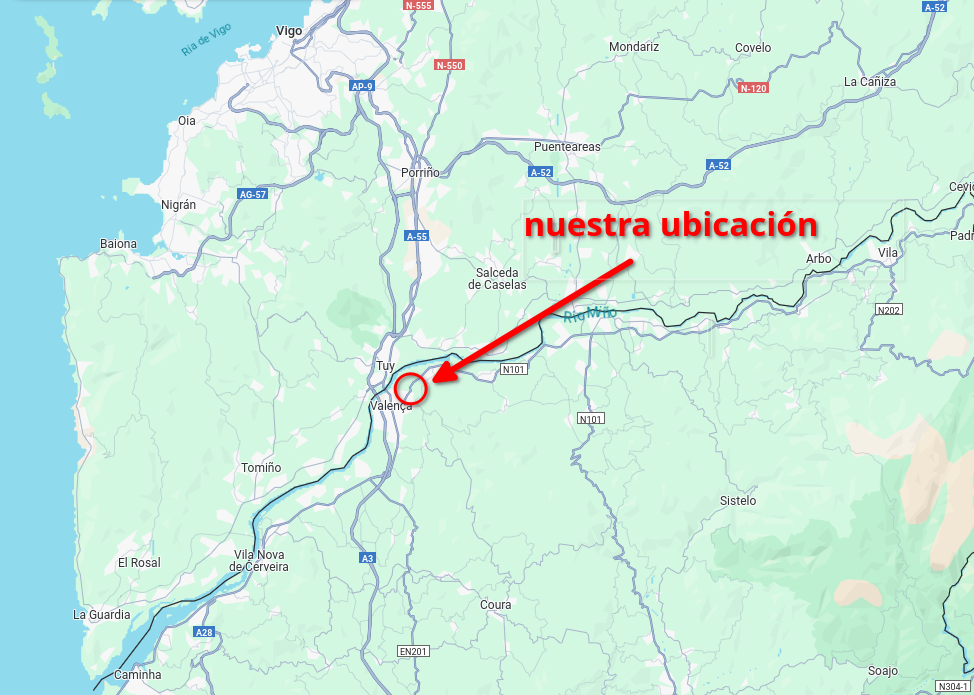 N-555
A-52
Ría de Vigo
Vigo
Mondariz
Covelo
N-550
AP-9
N-120
La Cañiza
Oia
Puenteareas
A-52
A-52
Porriño
AG-57
Nigrán
nuestra ubicación
A-55
Baiona
Arbo
Vila
Salceda
de Caselas
Río Miño
N202
Tuy
N101
Valença
N101
Tomiño
Sistelo
A3
Vila Nova
de Cerveira
El Rosal
Coura
La Guardia
A28
EN201
Caminha
Soajo
N304-1